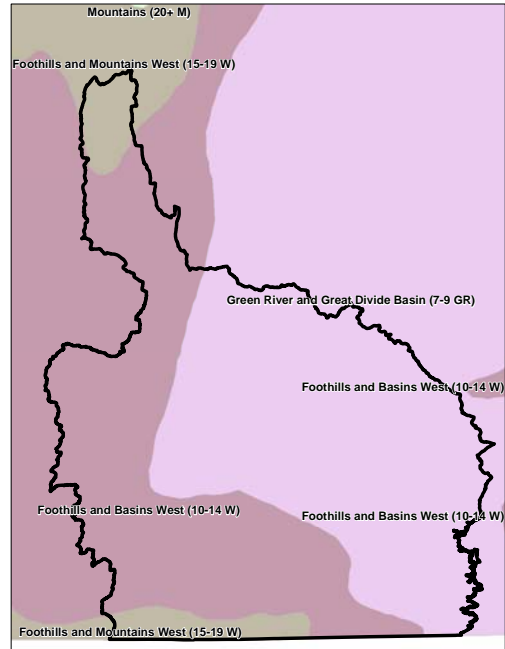 Mountains (20+ M)
Foothills and Mountains West (15-19 W)
Green River and Great Divide Basin (7-9 GR)
Foothills and Basins West (10-14 W)
Foothills and Basins West (10-14 W)
Foothills and Basins West (10-14 W)
Foothills and Mountains West (15-19 W)